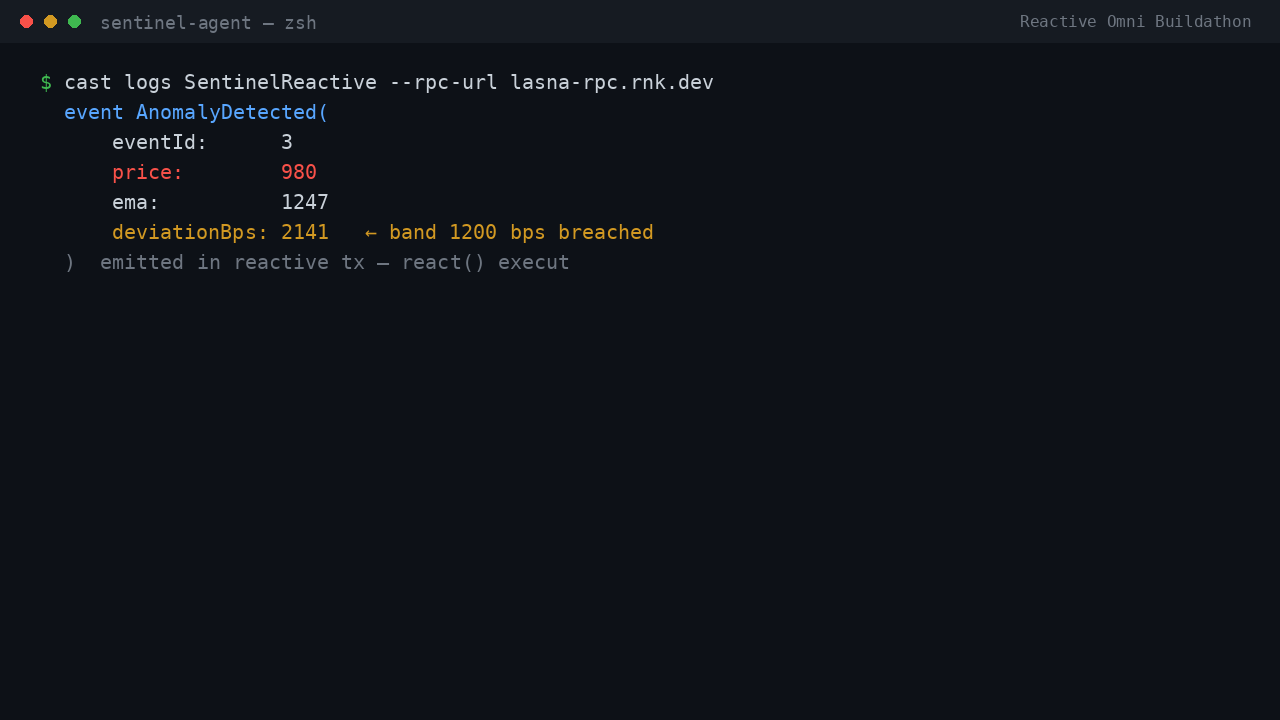 sentinel-agent — zsh
Reactive Omni Buildathon
$ cast logs SentinelReactive --rpc-url lasna-rpc.rnk.dev
event AnomalyDetected(
eventId: 3
price: 980
ema: 1247
deviationBps: 2141 ← band 1200 bps breached
) emitted in reactive tx — react() execut